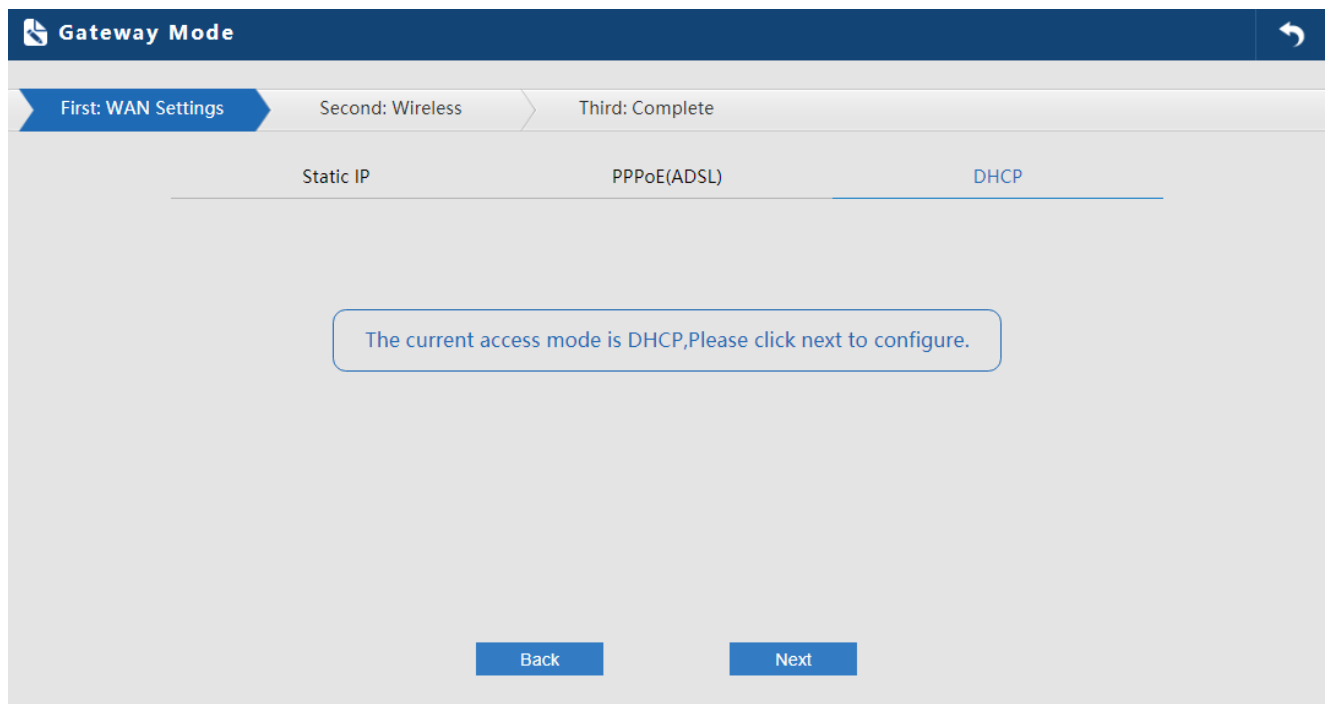 Gateway Mode
First: WAN Settings
Second: Wireless
Third: Complete
Static IP
PPPoE(ADSL)
DHCP
The current access mode is DHCP,Please click next to configure.
Back
Next